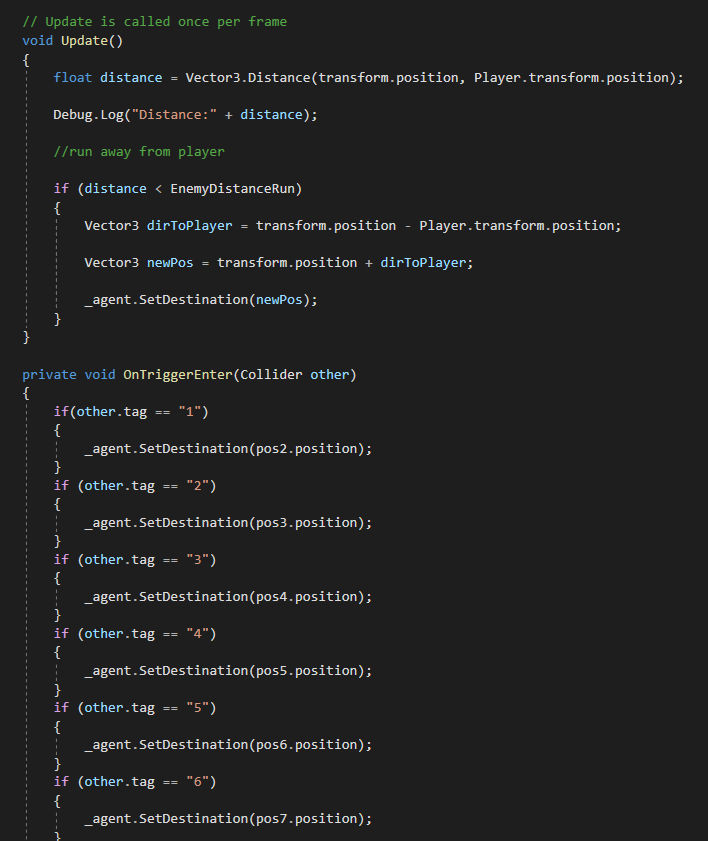 // Update is called once per frame
void Update()
{
float distance = Vector3.Distance(transform.position, Player.transform.position);
Debug.Log("Distance:" + distance);
//run away from player
if (distance < EnemyDistanceRun)
{
Vector3 dirToPlayer = transform.position - Player.transform.position;
Vector3 newPos = transform.position + dirToPlayer;
_agent.SetDestination(newPos);
}
}
private void OnTriggerEnter(Collider other)
{
if(other.tag == "1")
{
_agent.SetDestination(pos2.position);
}
if (other.tag == "2")
{
_agent.SetDestination(pos3.position);
}
if (other.tag == "3")
{
_agent.SetDestination(pos4.position);
}
if (other.tag == "4")
{
_agent.SetDestination(pos5.position);
}
if (other.tag == "5")
{
_agent.SetDestination(pos6.position);
}
if (other.tag == "6")
{
_agent.SetDestination(pos7.position);
}